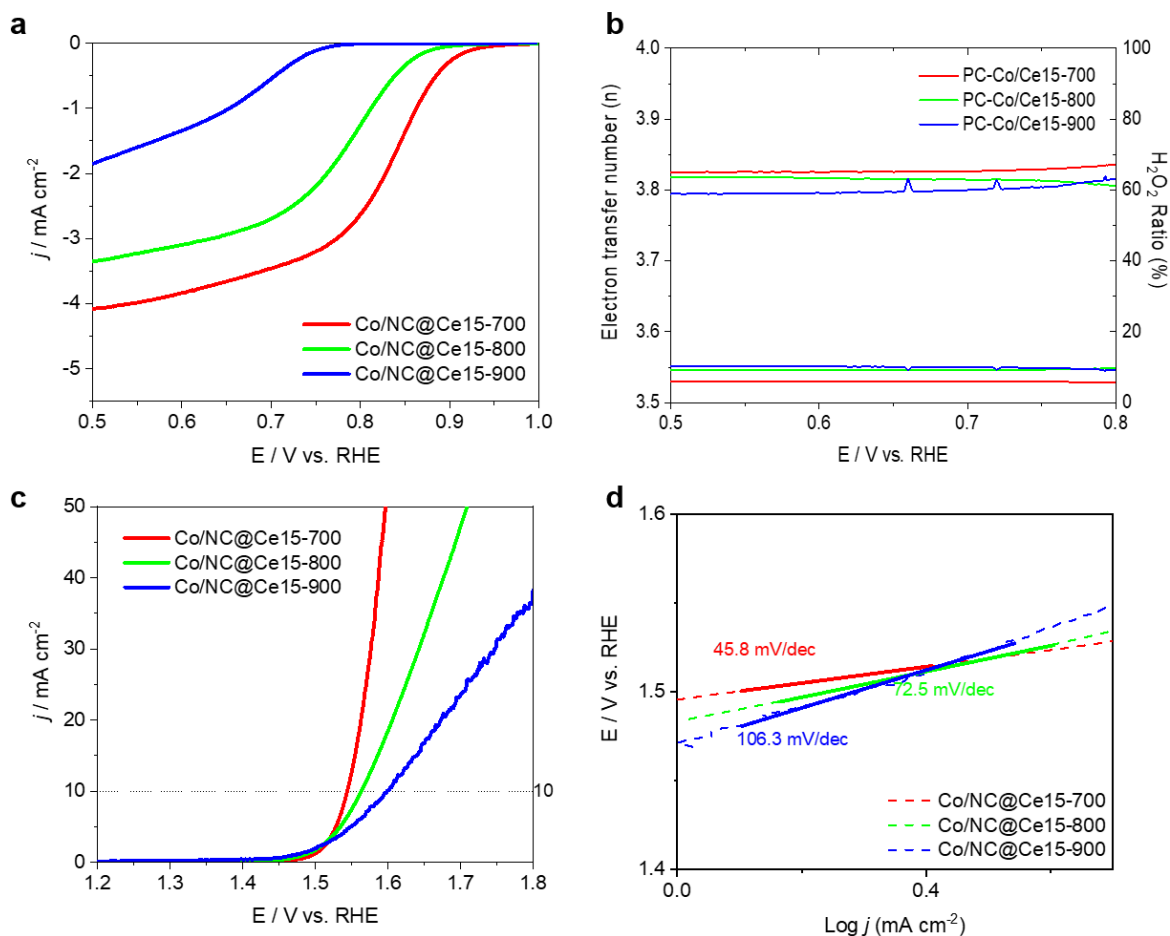 a
0
-1
-2
-3
-4
-5
j / mA cm⁻²
0.5 0.6 0.7 0.8 0.9 1.0
E / V vs. RHE
Co/NC@Ce15-700
Co/NC@Ce15-800
Co/NC@Ce15-900
b
4.0
3.9
3.8
3.7
3.6
3.5
Electron transfer number (n)
100
80
60
40
20
0
H₂O₂ Ratio (%)
0.5 0.6 0.7 0.8
E / V vs. RHE
PC-Co/Ce15-700
PC-Co/Ce15-800
PC-Co/Ce15-900
c
50
40
30
20
10
0
j / mA cm⁻²
10
1.2 1.3 1.4 1.5 1.6 1.7 1.8
E / V vs. RHE
Co/NC@Ce15-700
Co/NC@Ce15-800
Co/NC@Ce15-900
d
1.6
1.5
1.4
E / V vs. RHE
45.8 mV/dec
72.5 mV/dec
106.3 mV/dec
Co/NC@Ce15-700
Co/NC@Ce15-800
Co/NC@Ce15-900
0.0 0.4
Log j (mA cm⁻²)